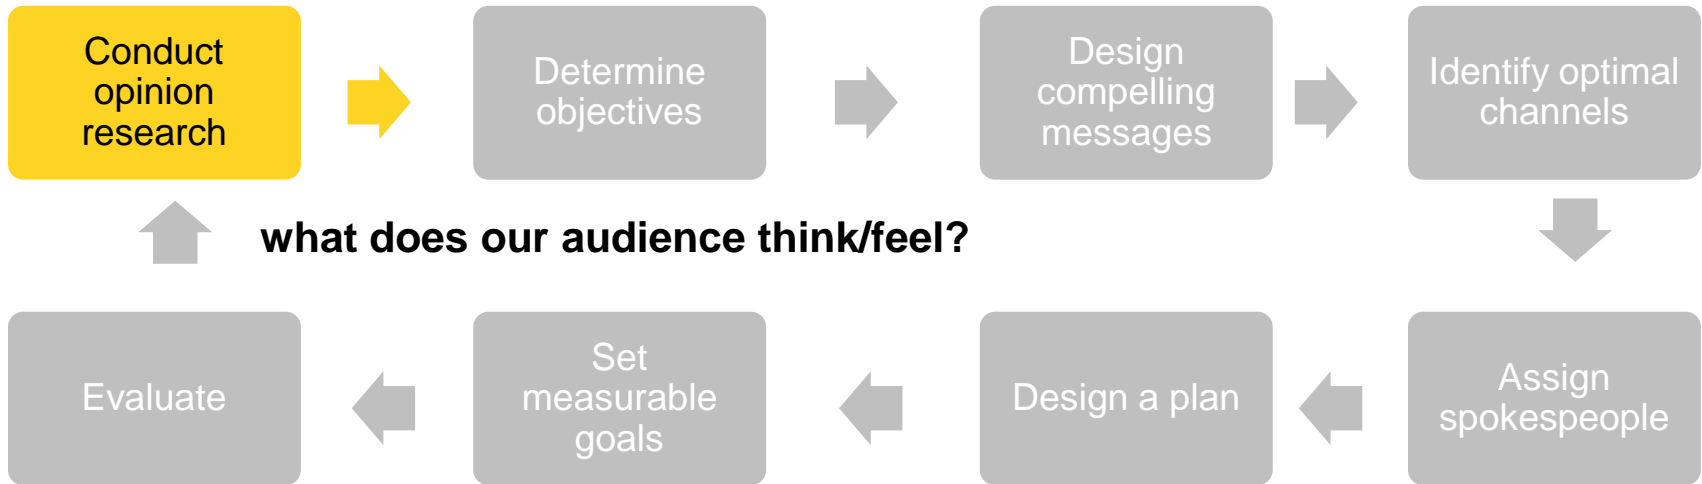 Conduct
opinion
research
Determine
objectives
Design
compelling
messages
Identify optimal
channels
what does our audience think/feel?
Evaluate
Set
measurable
goals
Design a plan
Assign
spokespeople